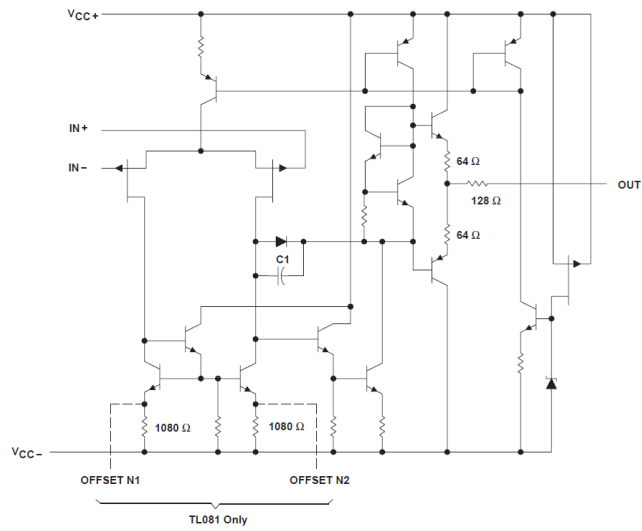 VCC+
IN+
IN−
64 Ω
128 Ω
OUT
64 Ω
C1
1080 Ω
1080 Ω
VCC−
OFFSET N1
OFFSET N2
TL081 Only